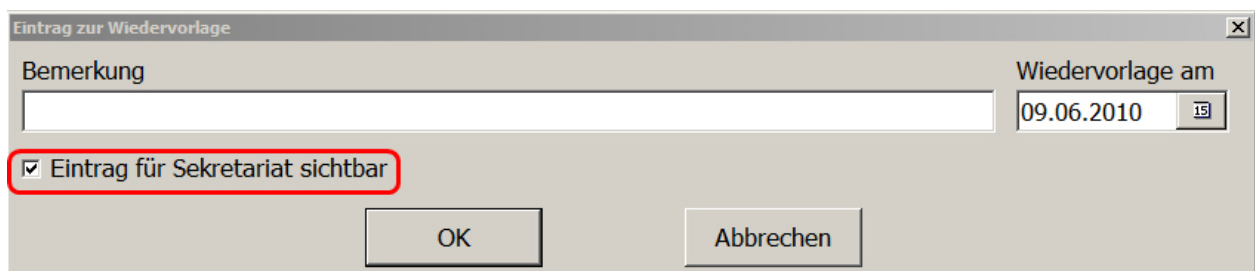 Eintrag zur Wiedervorlage
Bemerkung
Wiedervorlage am
09.06.2010
15
Eintrag für Sekretariat sichtbar
OK
Abbrechen